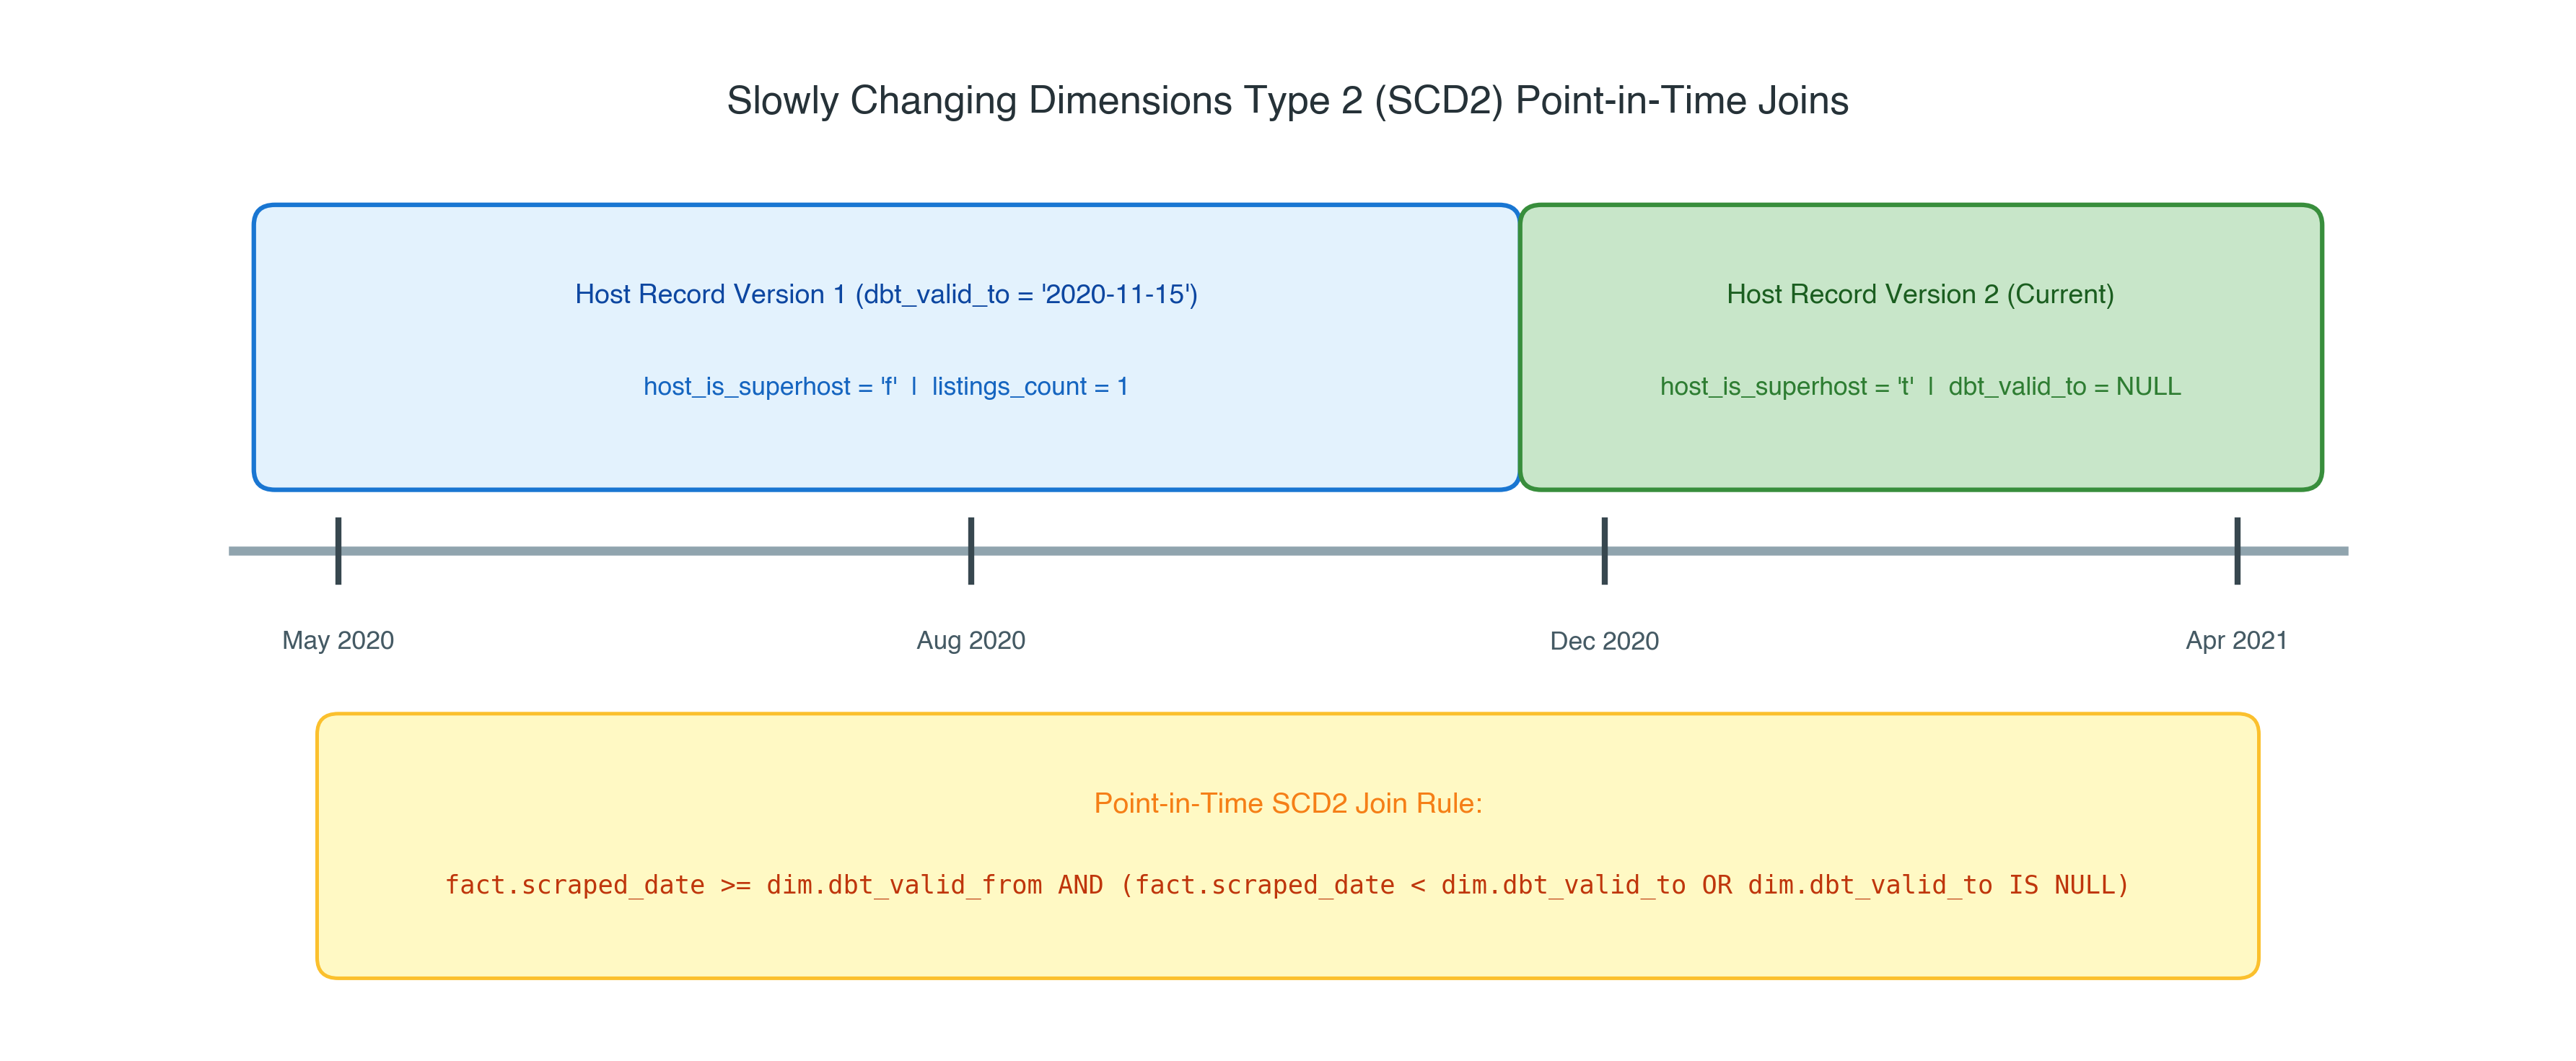 Slowly Changing Dimensions Type 2 (SCD2) Point-in-Time Joins
Host Record Version 1 (dbt_valid_to = '2020-11-15')
host_is_superhost = 'f' | listings_count = 1
Host Record Version 2 (Current)
host_is_superhost = 't' | dbt_valid_to = NULL
May 2020
Aug 2020
Dec 2020
Apr 2021
Point-in-Time SCD2 Join Rule:
fact.scraped_date >= dim.dbt_valid_from AND (fact.scraped_date < dim.dbt_valid_to OR dim.dbt_valid_to IS NULL)